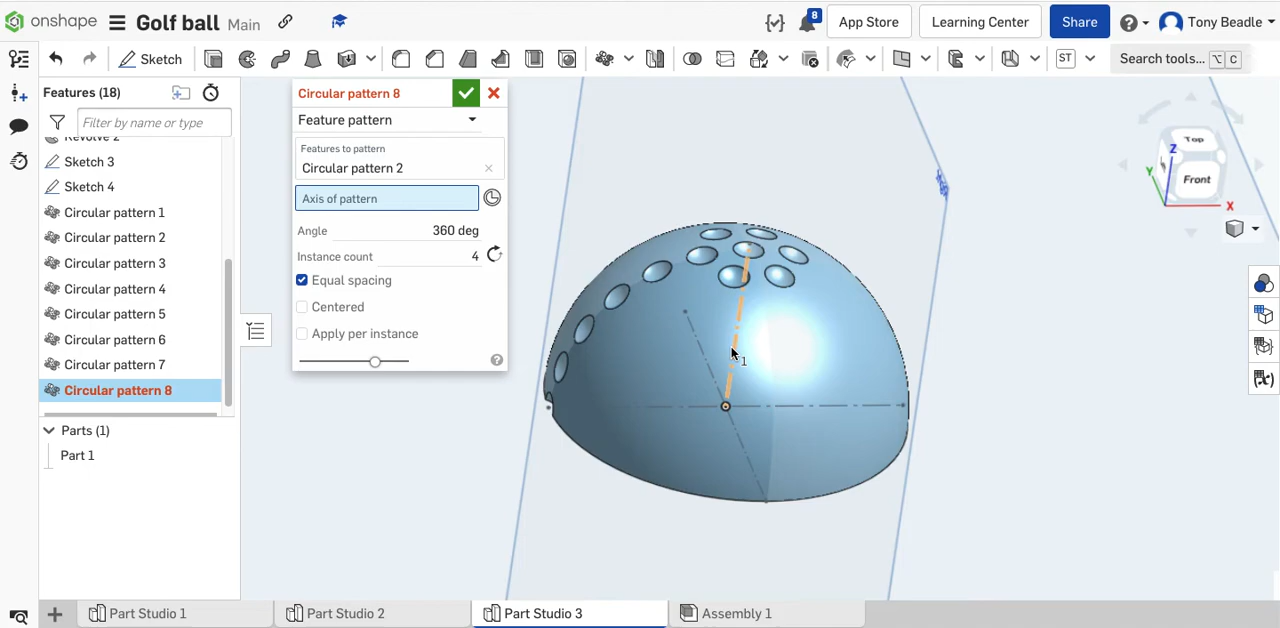 onshape Golf ball Main 8 App Store Learning Center Share Tony Beadle
Sketch ST Search tools... ⌥ C
Features (18)
Filter by name or type
Revolve 2
Sketch 3
Sketch 4
Circular pattern 1
Circular pattern 2
Circular pattern 3
Circular pattern 4
Circular pattern 5
Circular pattern 6
Circular pattern 7
Circular pattern 8
Parts (1)
Part 1
Circular pattern 8
Feature pattern
Features to pattern
Circular pattern 2
Axis of pattern
Angle 360 deg
Instance count 4
Equal spacing
Centered
Apply per instance
1
Top
Z
Y
Front
X
(x)
Part Studio 1 Part Studio 2 Part Studio 3 Assembly 1